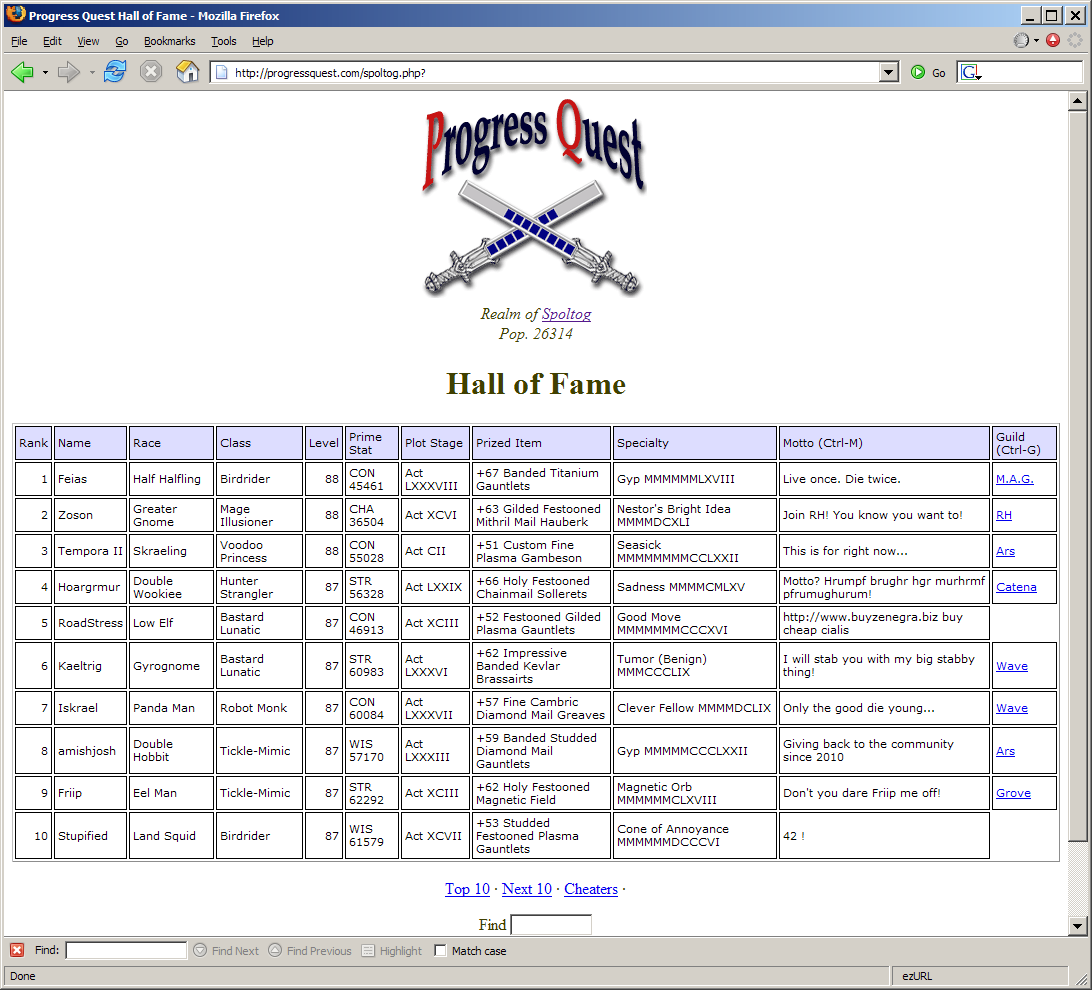 Progress Quest Hall of Fame - Mozilla Firefox
File Edit View Go Bookmarks Tools Help
http://progressquest.com/spoltog.php? Go G
Progress Quest
Realm of Spoltog
Pop. 26314
Hall of Fame
Rank Name Race Class Level Prime Stat Plot Stage Prized Item Specialty Motto (Ctrl-M) Guild (Ctrl-G)
1 Feias Half Halfling Birdrider 88 CON 45461 Act LXXXVIII +67 Banded Titanium Gauntlets Gyp MMMMMMLXVIII Live once. Die twice. M.A.G.
2 Zoson Greater Gnome Mage Illusioner 88 CHA 36504 Act XCVI +63 Gilded Festooned Mithril Mail Hauberk Nestor's Bright Idea MMMMDCXLI Join RH! You know you want to! RH
3 Tempora II Skraeling Voodoo Princess 88 CON 55028 Act CII +51 Custom Fine Plasma Gambeson Seasick MMMMMMMMCCLXXII This is for right now... Ars
4 Hoargrmur Double Wookiee Hunter Strangler 87 STR 56328 Act LXXIX +66 Holy Festooned Chainmail Sollerets Sadness MMMMCMLXV Motto? Hrumpf brughr hgr murhrmf pfrumughurum! Catena
5 RoadStress Low Elf Bastard Lunatic 87 CON 46913 Act XCIII +52 Festooned Gilded Plasma Gauntlets Good Move MMMMMMMCCCXVI http://www.buyzenegra.biz buy cheap cialis
6 Kaeltrig Gyrognome Bastard Lunatic 87 STR 60983 Act LXXXVI +62 Impressive Banded Kevlar Brassairts Tumor (Benign) MMMCCCLIX I will stab you with my big stabby thing! Wave
7 Iskrael Panda Man Robot Monk 87 CON 60084 Act LXXXVII +57 Fine Cambric Diamond Mail Greaves Clever Fellow MMMMDCLIX Only the good die young... Wave
8 amishjosh Double Hobbit Tickle-Mimic 87 WIS 57170 Act LXXXIII +59 Banded Studded Diamond Mail Gauntlets Gyp MMMMMCCCLXXII Giving back to the community since 2010 Ars
9 Friip Eel Man Tickle-Mimic 87 STR 62292 Act XCIII +62 Holy Festooned Magnetic Field Magnetic Orb MMMMMMCLXVIII Don't you dare Friip me off! Grove
10 Stupified Land Squid Birdrider 87 WIS 61579 Act XCVII +53 Studded Festooned Plasma Gauntlets Cone of Annoyance MMMMMMDCCCVI 42 !
Top 10 · Next 10 · Cheaters ·
Find
Find: Find Next Find Previous Highlight Match case
Done ezURL